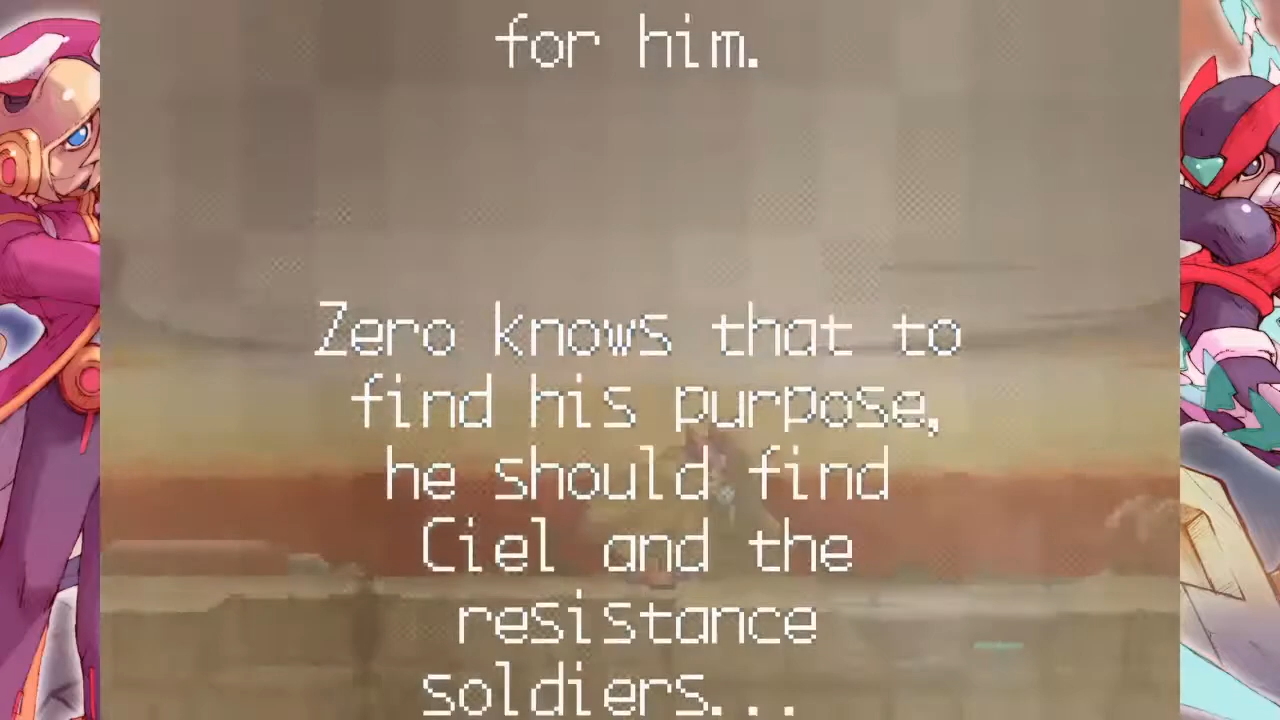 for him.
Zero knows that to
find his purpose,
he should find
Ciel and the
resistance
soldiers...